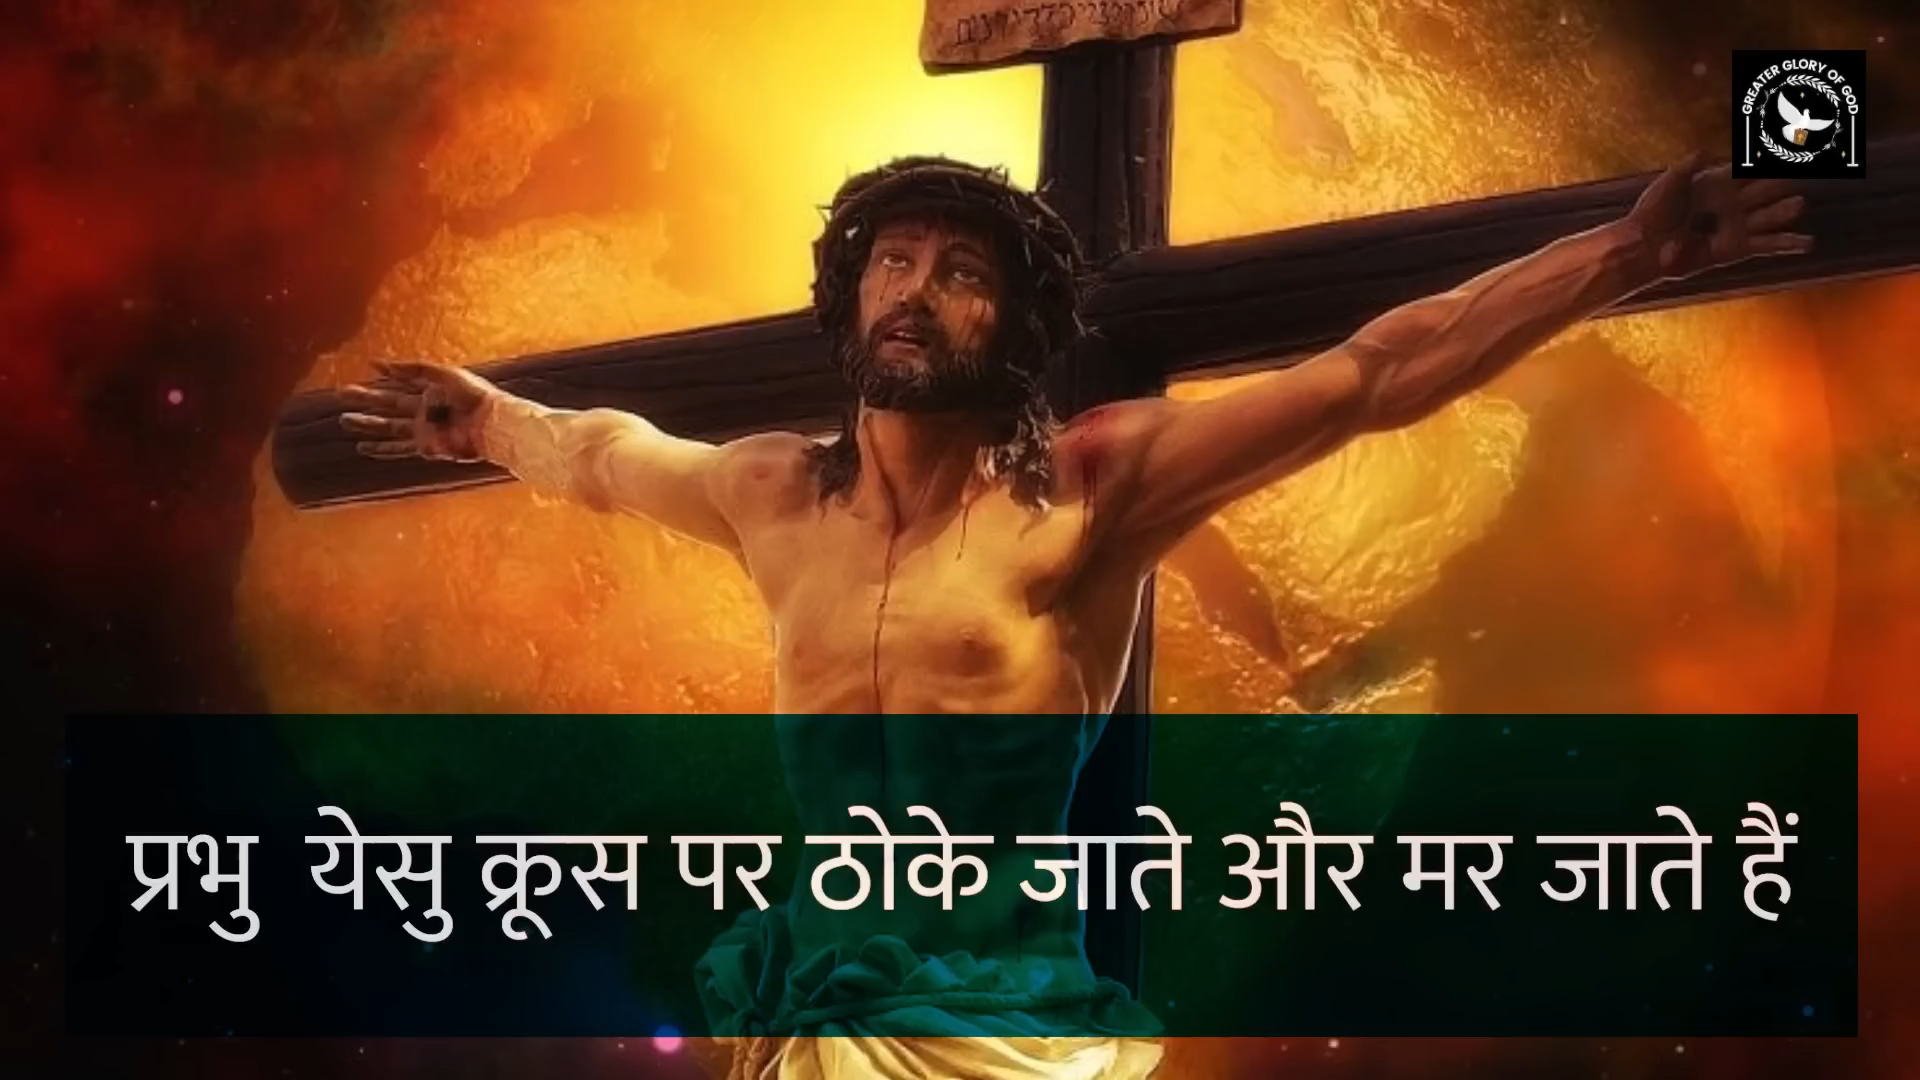 GREATER GLORY OF GOD
प्रभु येसु क्रूस पर ठोके जाते और मर जाते हैं